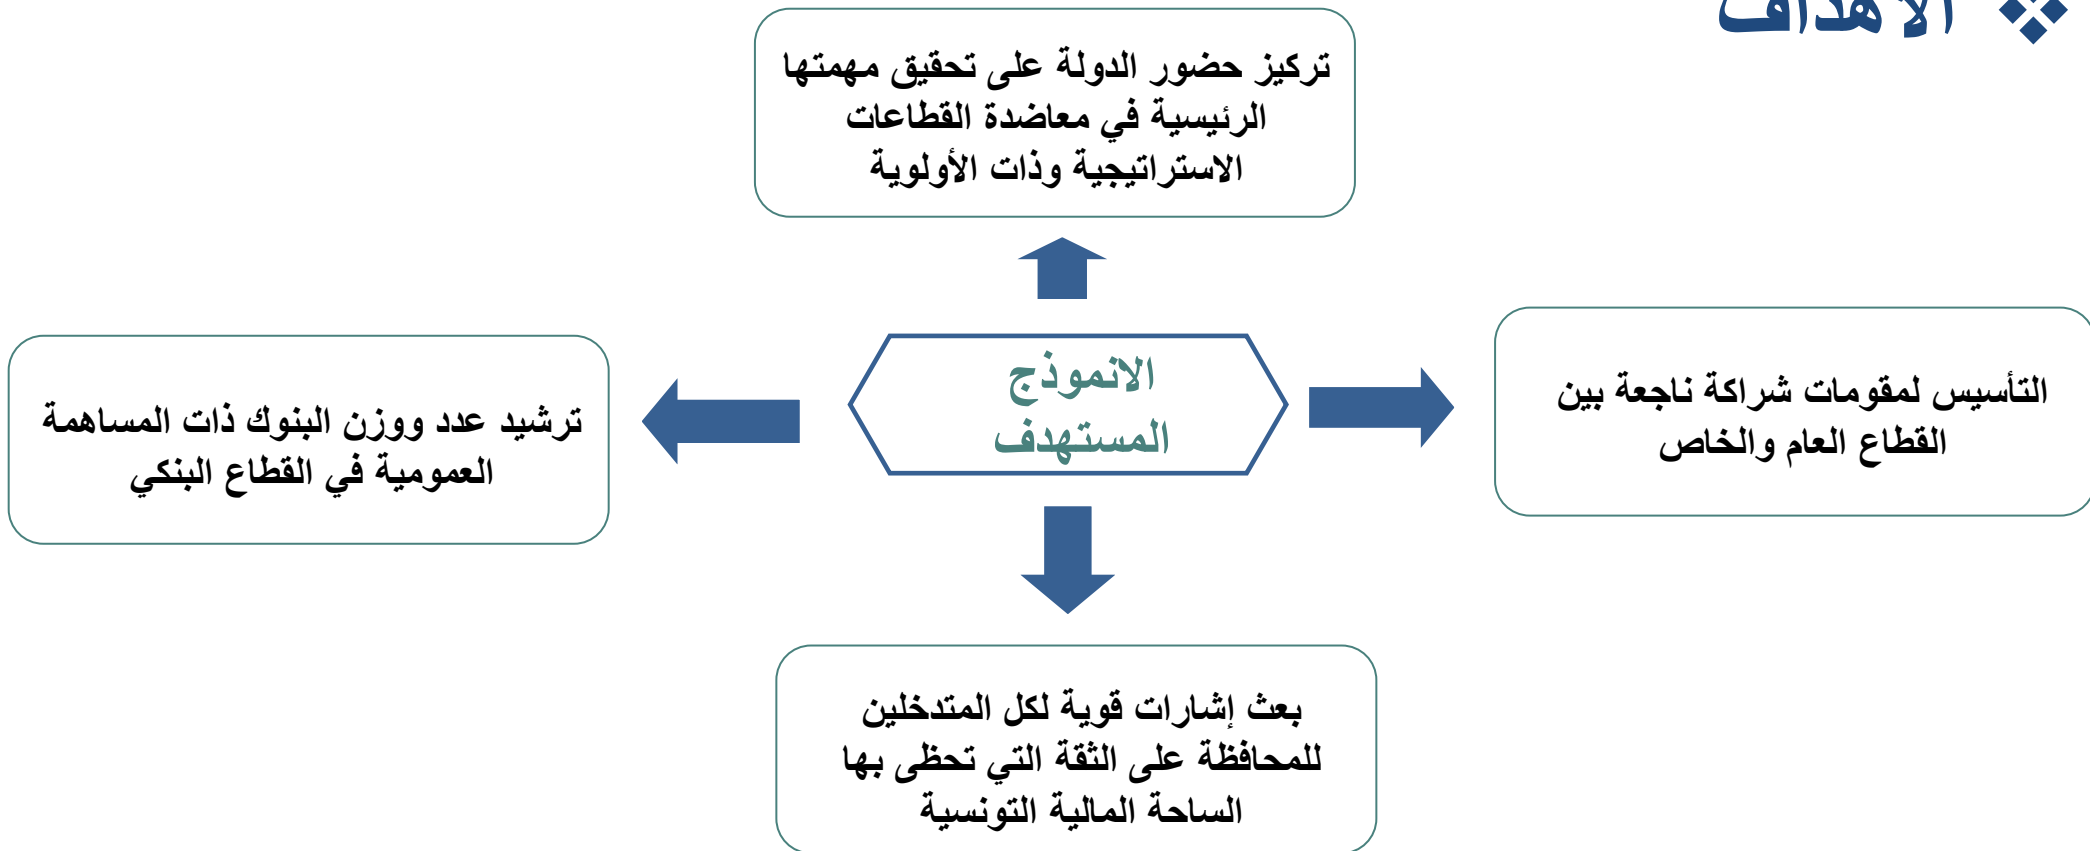 ❖ الأهداف
تركيز حضور الدولة على تحقيق مهمتها
الرئيسية في معاضدة القطاعات
الاستراتيجية وذات الأولوية
التأسيس لمقومات شراكة ناجعة بين
القطاع العام والخاص
الانموذج
المستهدف
ترشيد عدد ووزن البنوك ذات المساهمة
العمومية في القطاع البنكي
بعث إشارات قوية لكل المتدخلين
للمحافظة على الثقة التي تحظى بها
الساحة المالية التونسية